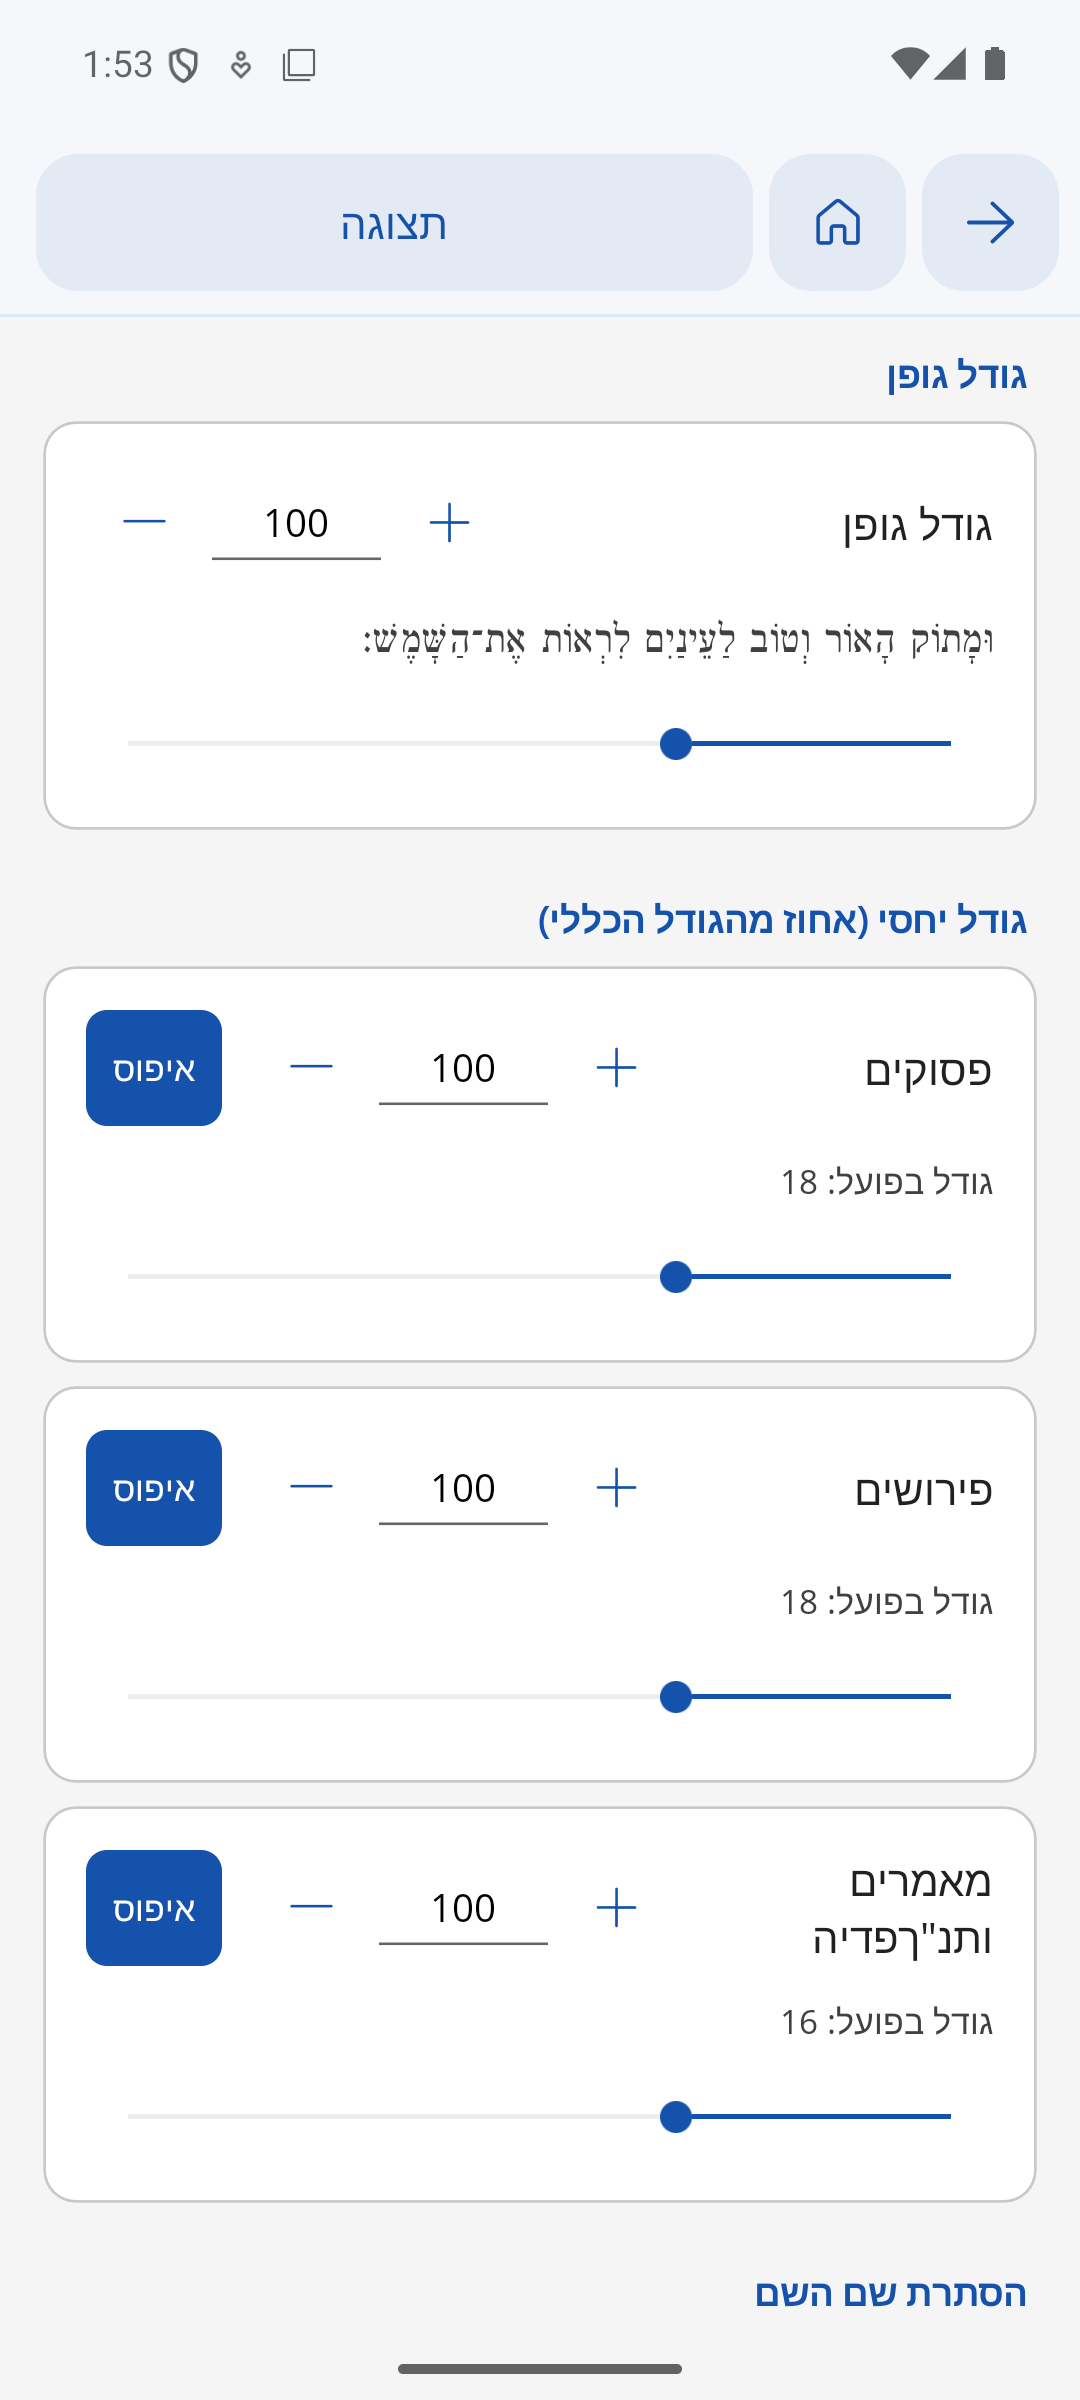 1:53
תצוגה
גודל גופן
גודל גופן
100
וּמָתוֹק הָאוֹר וְטוֹב לַעֵינַיִם לִרְאוֹת אֶת־הַשָּׁמֶשׁ:
גודל יחסי (אחוז מהגודל הכללי)
פסוקים
100
איפוס
גודל בפועל: 18
פירושים
100
איפוס
גודל בפועל: 18
מאמרים
ותנ"ךפדיה
100
איפוס
גודל בפועל: 16
הסתרת שם השם